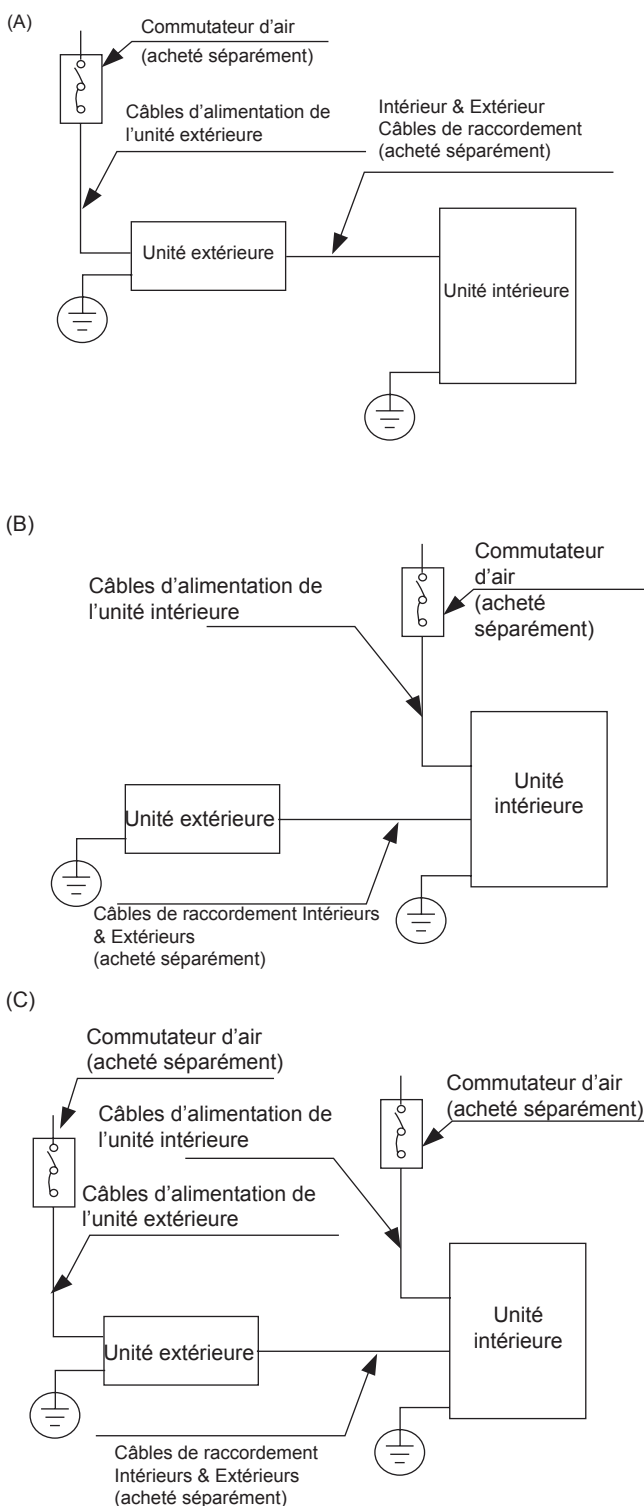 (A)
Commutateur d'air
(acheté séparément)
Câbles d'alimentation de
l'unité extérieure
Intérieur & Extérieur
Câbles de raccordement
(acheté séparément)
Unité extérieure
Unité intérieure
(B)
Commutateur
d'air
(acheté
séparément)
Câbles d'alimentation de
l'unité intérieure
Unité
intérieure
Unité extérieure
Câbles de raccordement Intérieurs
& Extérieurs
(acheté séparément)
(C)
Commutateur d'air
(acheté séparément)
Commutateur d'air
(acheté séparément)
Câbles d'alimentation de
l'unité intérieure
Câbles d'alimentation de
l'unité extérieure
Unité
intérieure
Unité extérieure
Câbles de raccordement
Intérieurs & Extérieurs
(acheté séparément)